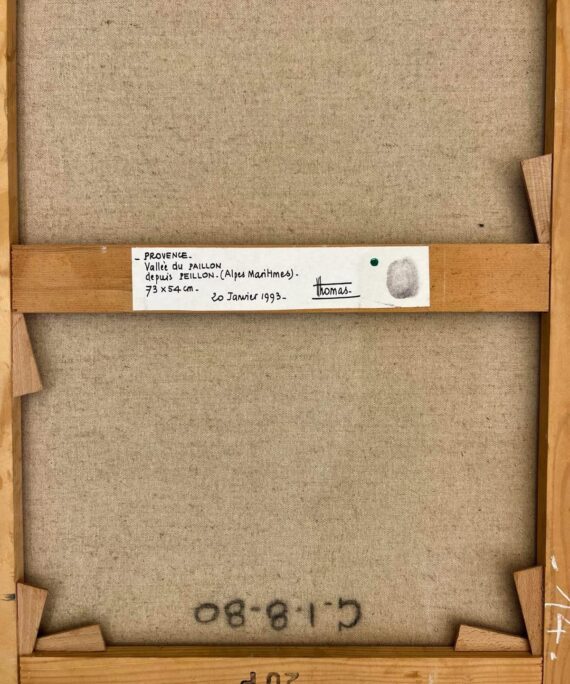 - PROVENCE -
Vallée du PAILLON
depuis PEILLON. (Alpes Maritimes).
73 x 54 cm -
20 Janvier 1993 -
Thomas.
G-1-8-80
20P
-14-